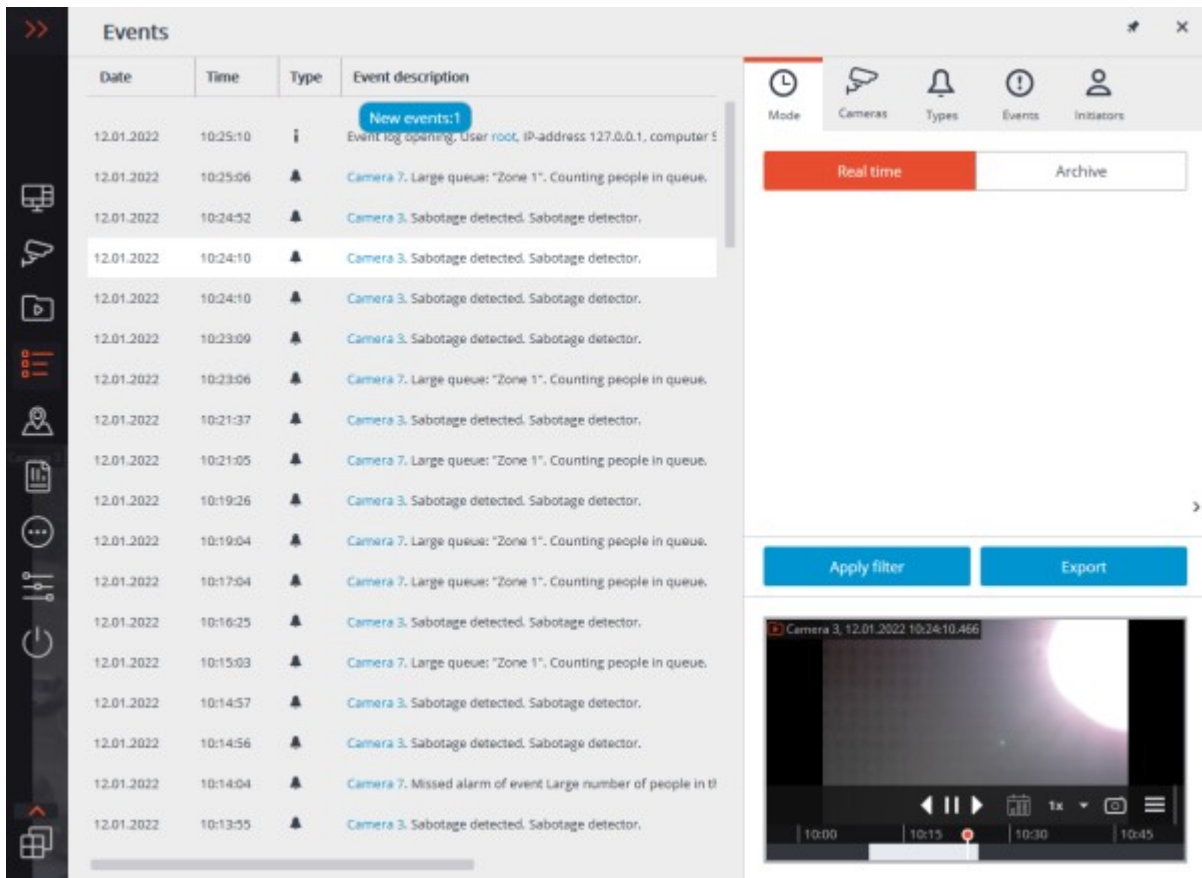 Events
Date Time Type Event description
New events:1
12.01.2022 10:25:10 Event log opening. User root, IP-address 127.0.0.1, computer
12.01.2022 10:25:06 Camera 7. Large queue: "Zone 1". Counting people in queue.
12.01.2022 10:24:52 Camera 3. Sabotage detected. Sabotage detector.
12.01.2022 10:24:10 Camera 3. Sabotage detected. Sabotage detector.
12.01.2022 10:24:10 Camera 3. Sabotage detected. Sabotage detector.
12.01.2022 10:23:09 Camera 3. Sabotage detected. Sabotage detector.
12.01.2022 10:23:06 Camera 7. Large queue: "Zone 1". Counting people in queue.
12.01.2022 10:21:37 Camera 3. Sabotage detected. Sabotage detector.
12.01.2022 10:21:05 Camera 7. Large queue: "Zone 1". Counting people in queue.
12.01.2022 10:19:26 Camera 3. Sabotage detected. Sabotage detector.
12.01.2022 10:19:04 Camera 7. Large queue: "Zone 1". Counting people in queue.
12.01.2022 10:17:04 Camera 7. Large queue: "Zone 1". Counting people in queue.
12.01.2022 10:16:25 Camera 3. Sabotage detected. Sabotage detector.
12.01.2022 10:15:03 Camera 7. Large queue: "Zone 1". Counting people in queue.
12.01.2022 10:14:57 Camera 3. Sabotage detected. Sabotage detector.
12.01.2022 10:14:56 Camera 3. Sabotage detected. Sabotage detector.
12.01.2022 10:14:04 Camera 7. Missed alarm of event Large number of people in
12.01.2022 10:13:55 Camera 3. Sabotage detected. Sabotage detector.
Mode Cameras Types Events Initiators
Real time Archive
Apply filter Export
Camera 3, 12.01.2022 10:24:10.466
1x
10:00 10:15 10:30 10:45